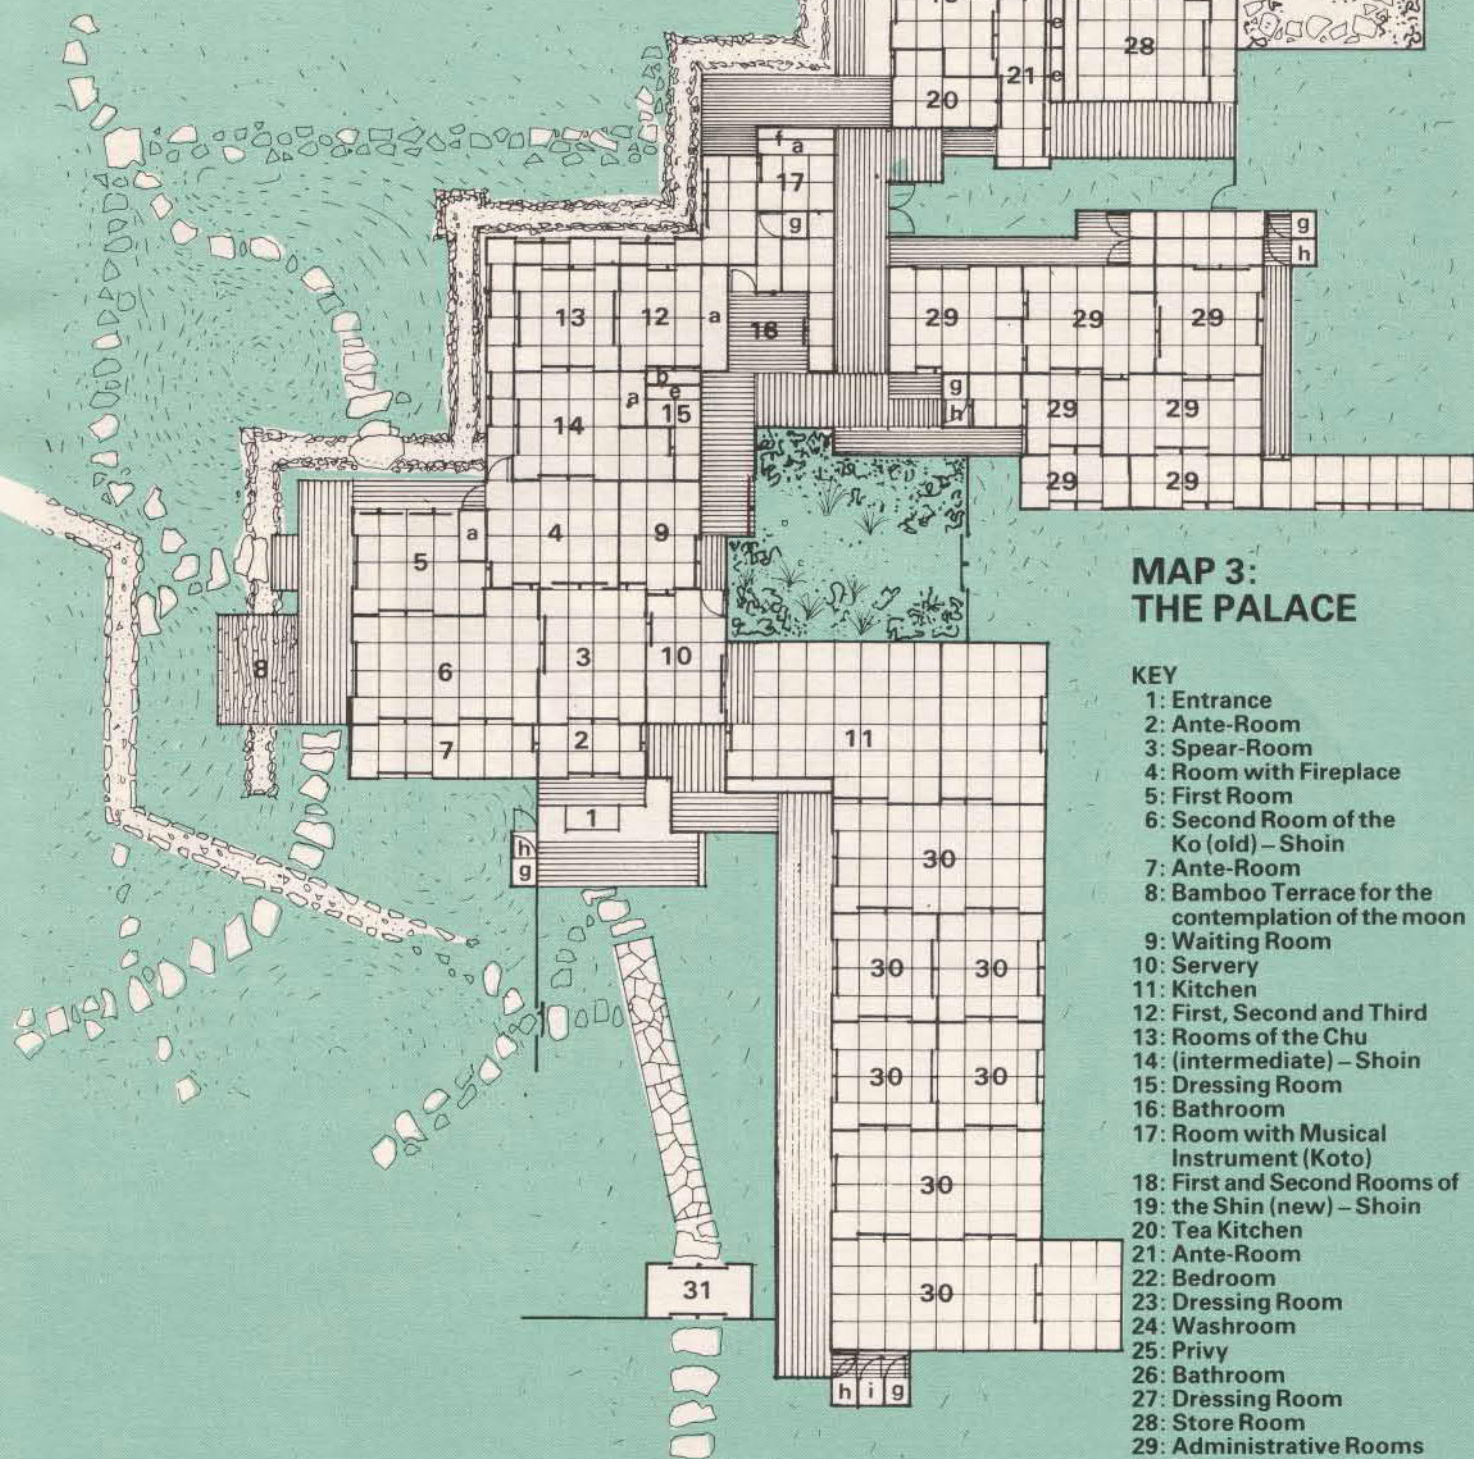 e
28
21
e
20
f a
17
g
g
h
13
12
a
16
29
29
29
b
e
a
15
14
g
h
29
29
29
29
a
5
4
9
8
6
3
10
7
2
11
1
h
g
30
30
30
30
30
30
31
30
h i g
MAP 3:
THE PALACE
KEY
1: Entrance
2: Ante-Room
3: Spear-Room
4: Room with Fireplace
5: First Room
6: Second Room of the
Ko (old) – Shoin
7: Ante-Room
8: Bamboo Terrace for the
contemplation of the moon
9: Waiting Room
10: Servery
11: Kitchen
12: First, Second and Third
13: Rooms of the Chu
14: (intermediate) – Shoin
15: Dressing Room
16: Bathroom
17: Room with Musical
Instrument (Koto)
18: First and Second Rooms of
19: the Shin (new) – Shoin
20: Tea Kitchen
21: Ante-Room
22: Bedroom
23: Dressing Room
24: Washroom
25: Privy
26: Bathroom
27: Dressing Room
28: Store Room
29: Administrative Rooms